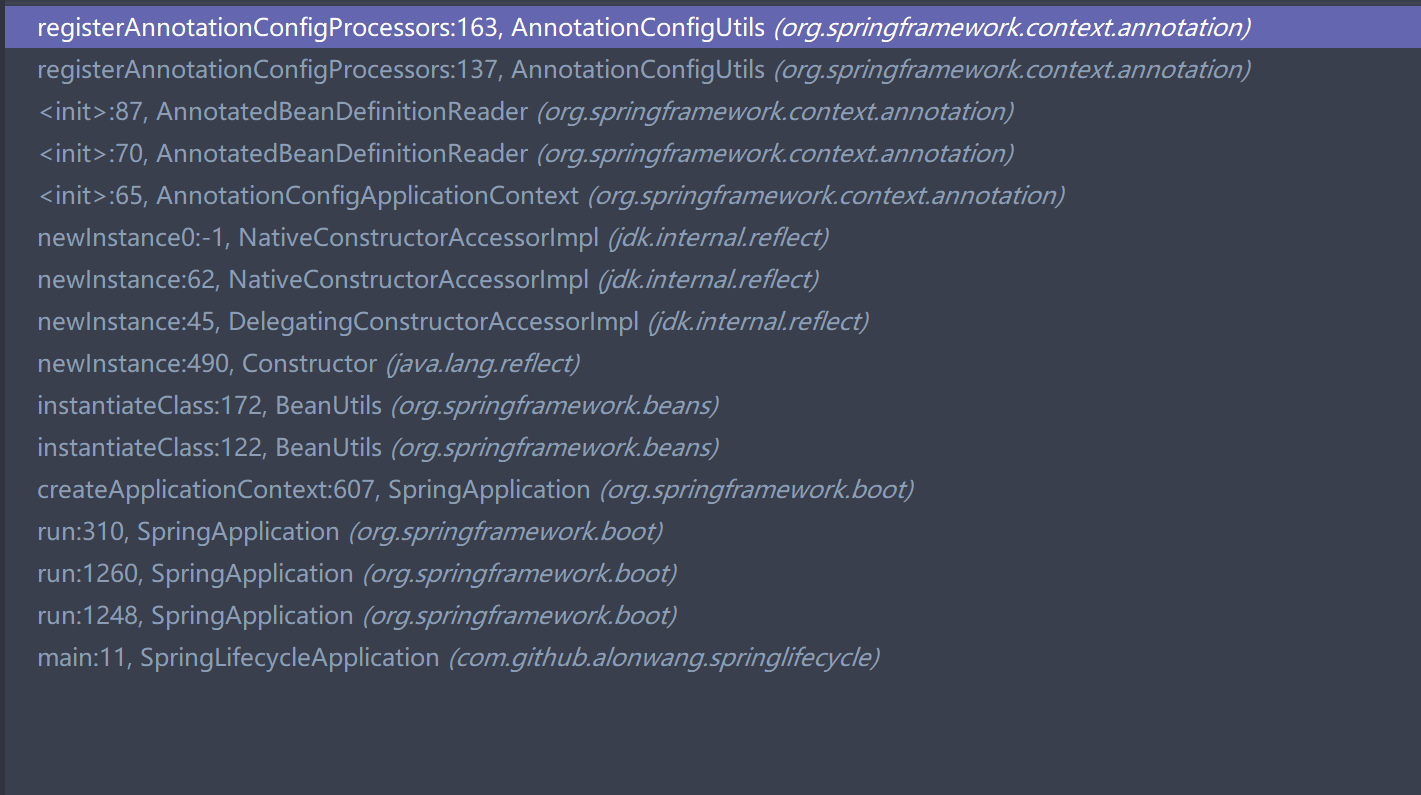 registerAnnotationConfigProcessors:163, AnnotationConfigUtils (org.springframework.context.annotation)
registerAnnotationConfigProcessors:137, AnnotationConfigUtils (org.springframework.context.annotation)
<init>:87, AnnotatedBeanDefinitionReader (org.springframework.context.annotation)
<init>:70, AnnotatedBeanDefinitionReader (org.springframework.context.annotation)
<init>:65, AnnotationConfigApplicationContext (org.springframework.context.annotation)
newInstance0:-1, NativeConstructorAccessorImpl (jdk.internal.reflect)
newInstance:62, NativeConstructorAccessorImpl (jdk.internal.reflect)
newInstance:45, DelegatingConstructorAccessorImpl (jdk.internal.reflect)
newInstance:490, Constructor (java.lang.reflect)
instantiateClass:172, BeanUtils (org.springframework.beans)
instantiateClass:122, BeanUtils (org.springframework.beans)
createApplicationContext:607, SpringApplication (org.springframework.boot)
run:310, SpringApplication (org.springframework.boot)
run:1260, SpringApplication (org.springframework.boot)
run:1248, SpringApplication (org.springframework.boot)
main:11, SpringLifecycleApplication (com.github.alonwang.springlifecycle)